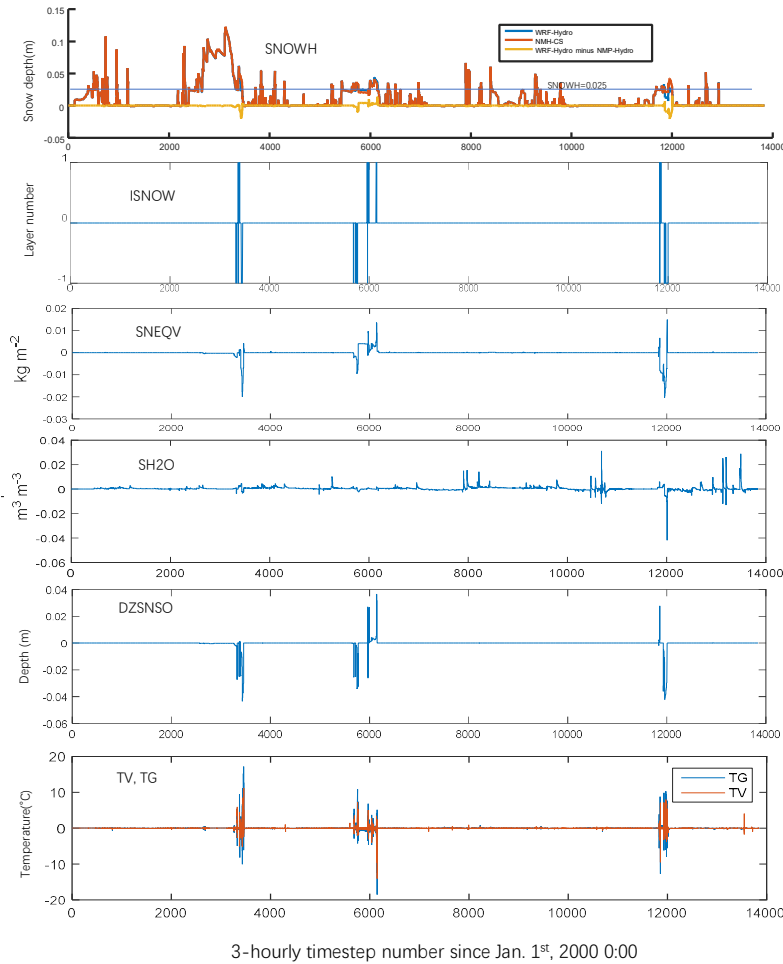 0.15
0.1
0.05
0
-0.05
Snow depth(m)
SNOWH
WRF-Hydro
NMH-CS
WRF-Hydro minus NMP-Hydro
SNOWH=0.025
0 2000 4000 6000 8000 10000 12000 14000
1
0
-1
Layer number
ISNOW
0 2000 4000 6000 8000 10000 12000 14000
0.02
0.01
0
-0.01
-0.02
-0.03
kg m-2
SNEQV
0 2000 4000 6000 8000 10000 12000 14000
0.04
0.02
0
-0.02
-0.04
-0.06
m3 m-3
SH2O
0 2000 4000 6000 8000 10000 12000 14000
0.04
0.02
0
-0.02
-0.04
-0.06
Depth (m)
DZSNSO
0 2000 4000 6000 8000 10000 12000 14000
20
10
0
-10
-20
Temperature(°C)
TV, TG
TG
TV
0 2000 4000 6000 8000 10000 12000 14000
3-hourly timestep number since Jan. 1st, 2000 0:00